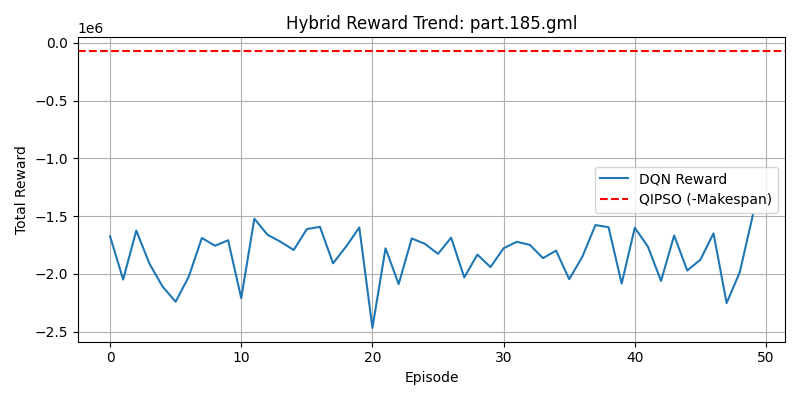 Hybrid Reward Trend: part.185.gml
1e6
0.0
−0.5
−1.0
−1.5
−2.0
−2.5
Total Reward
DQN Reward
QIPSO (-Makespan)
0 10 20 30 40 50
Episode